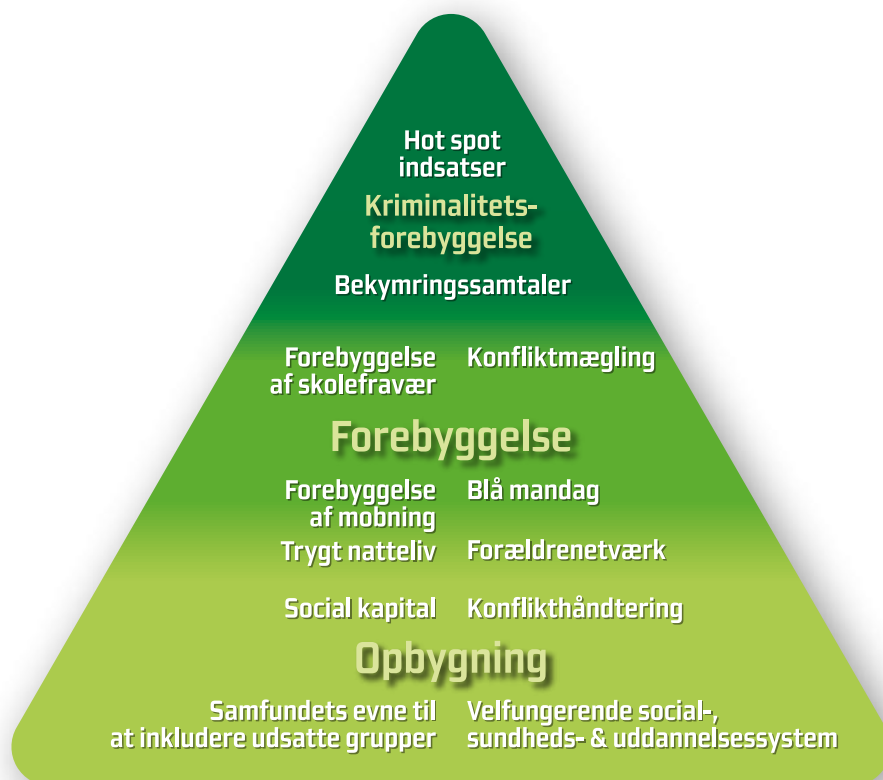 Hot spot
indsatser
Kriminalitets-
forebyggelse
Bekymringssamtaler
Forebyggelse
af skolefravær
Konfliktmægling
Forebyggelse
Forebyggelse
af mobning
Blå mandag
Trygt natteliv
Forældrenetværk
Social kapital
Konflikthåndtering
Opbygning
Samfundets evne til
at inkludere udsatte grupper
Velfungerende social-,
sundheds- & uddannelsessystem